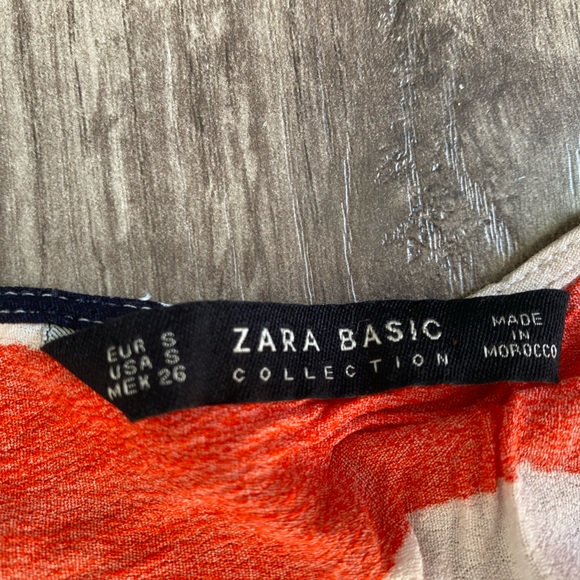 EUR S
USA S
MEX 26
ZARA BASIC
COLLECTION
MADE
IN
MOROCCO